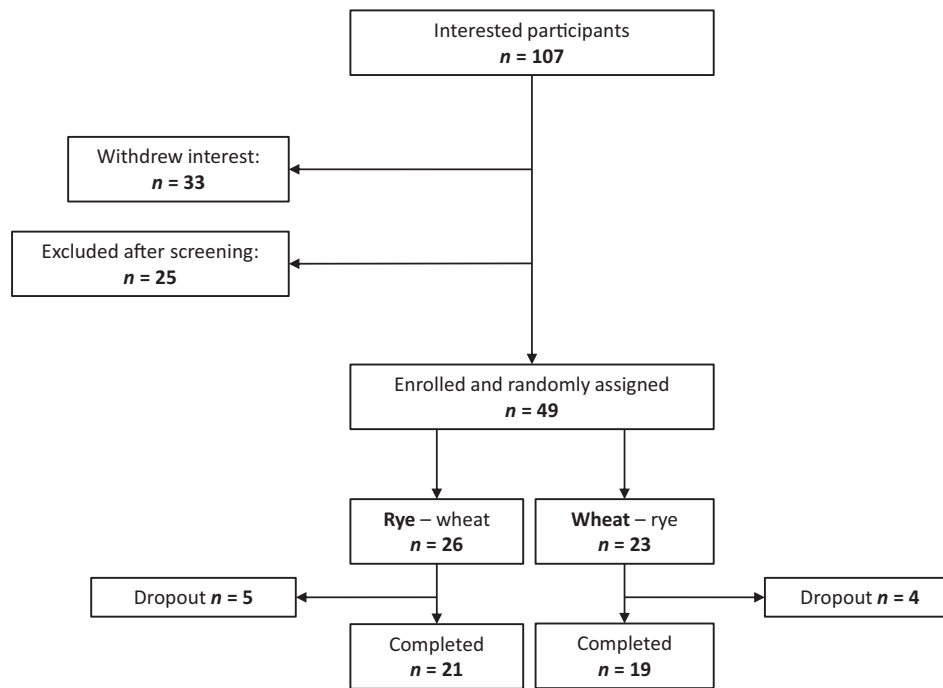 Interested participants
n = 107
Withdrew interest:
n = 33
Excluded after screening:
n = 25
Enrolled and randomly assigned
n = 49
Rye – wheat
n = 26
Wheat – rye
n = 23
Dropout n = 5
Dropout n = 4
Completed
n = 21
Completed
n = 19